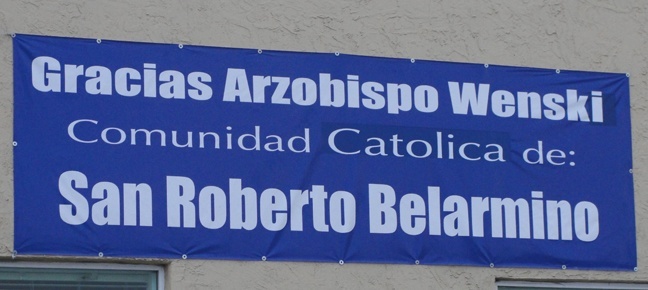 Gracias Arzobispo Wenski
Comunidad Catolica de:
San Roberto Belarmino